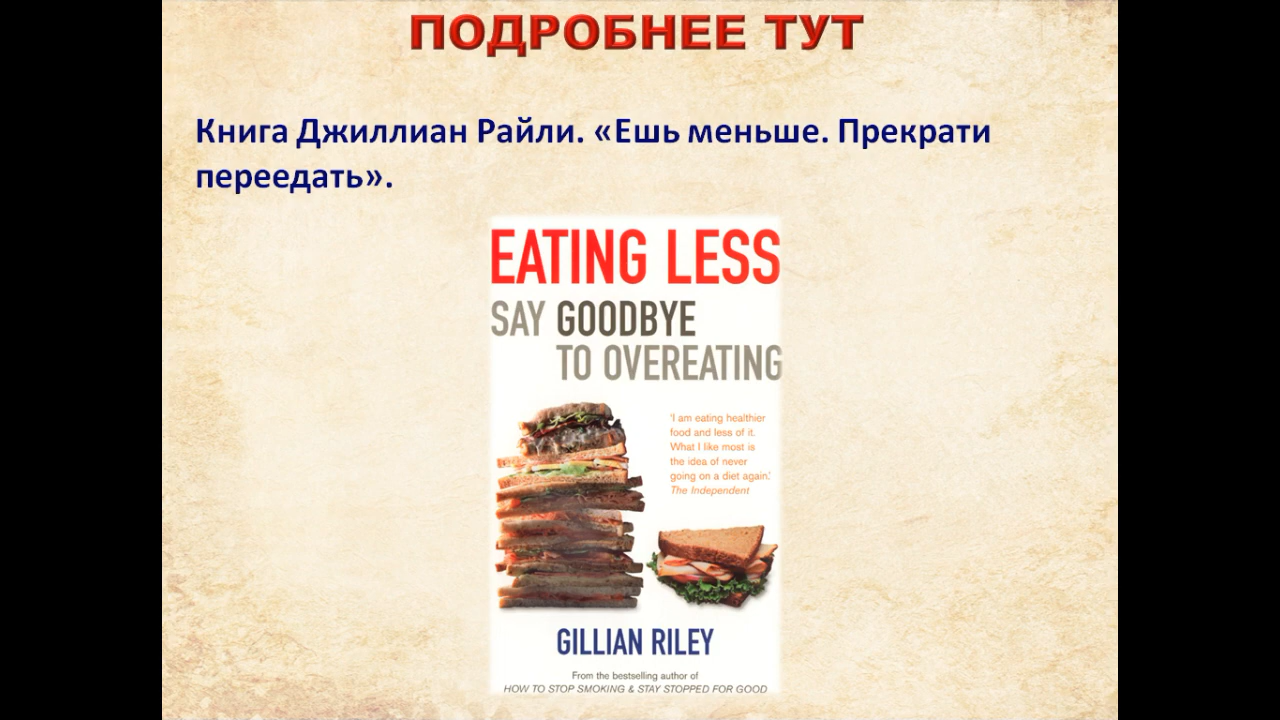 ПОДРОБНЕЕ ТУТ
Книга Джиллиан Райли. «Ешь меньше. Прекрати
переедать».
EATING LESS
SAY GOODBYE
TO OVEREATING
'I am eating healthier
food and less of it.
What I like most is
the idea of never
going on a diet again.'
The Independent
GILLIAN RILEY
From the bestselling author of
HOW TO STOP SMOKING & STAY STOPPED FOR GOOD